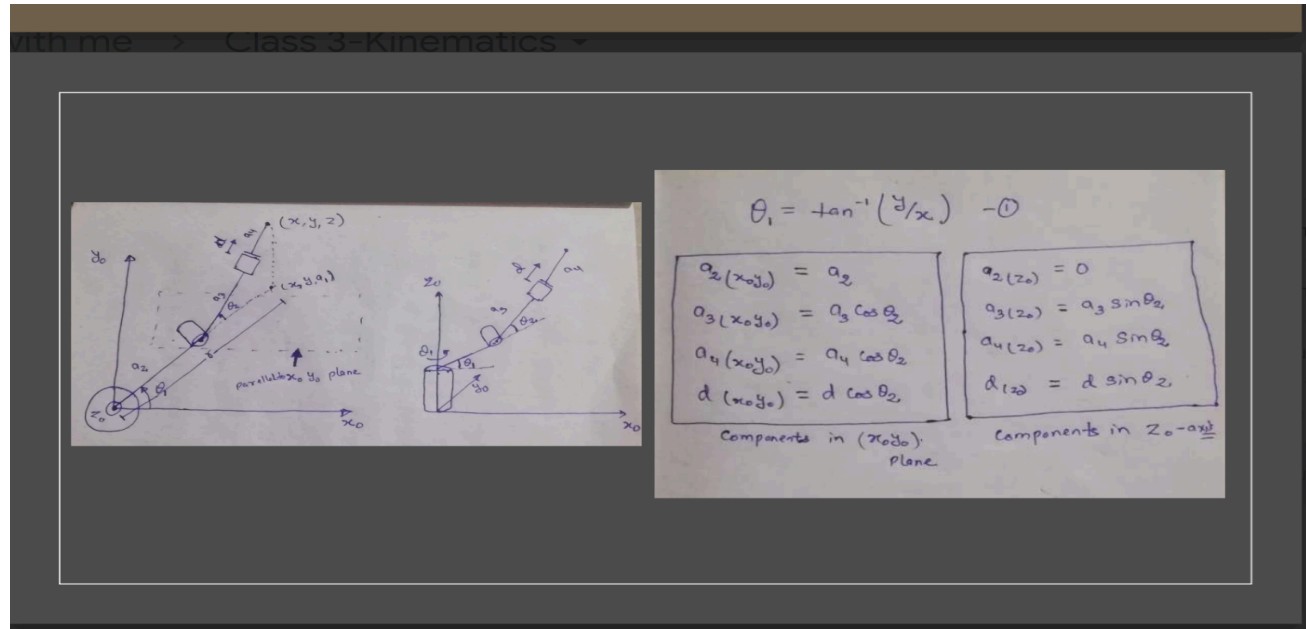 with me > Class 3-Kinematics
(x, y, z)
a4
d
y₀
(x, y, a₁)
a3
θ₂
a₂
θ₁
r
parallel to x₀ y₀ plane
Z₀
x₀
Z₀
d
a4
a3
θ₂
θ₁
θ₁
y₀
x₀
θ₁ = tan⁻¹ (y/x) -①
a₂(x₀y₀) = a₂
a₃(x₀y₀) = a₃ cos θ₂
a₄(x₀y₀) = a₄ cos θ₂
d(x₀y₀) = d cos θ₂
Components in (x₀y₀).
Plane
a₂(z₀) = 0
a₃(z₀) = a₃ sin θ₂
a₄(z₀) = a₄ sin θ₂
d(z₀) = d sin θ₂
Components in Z₀-axis